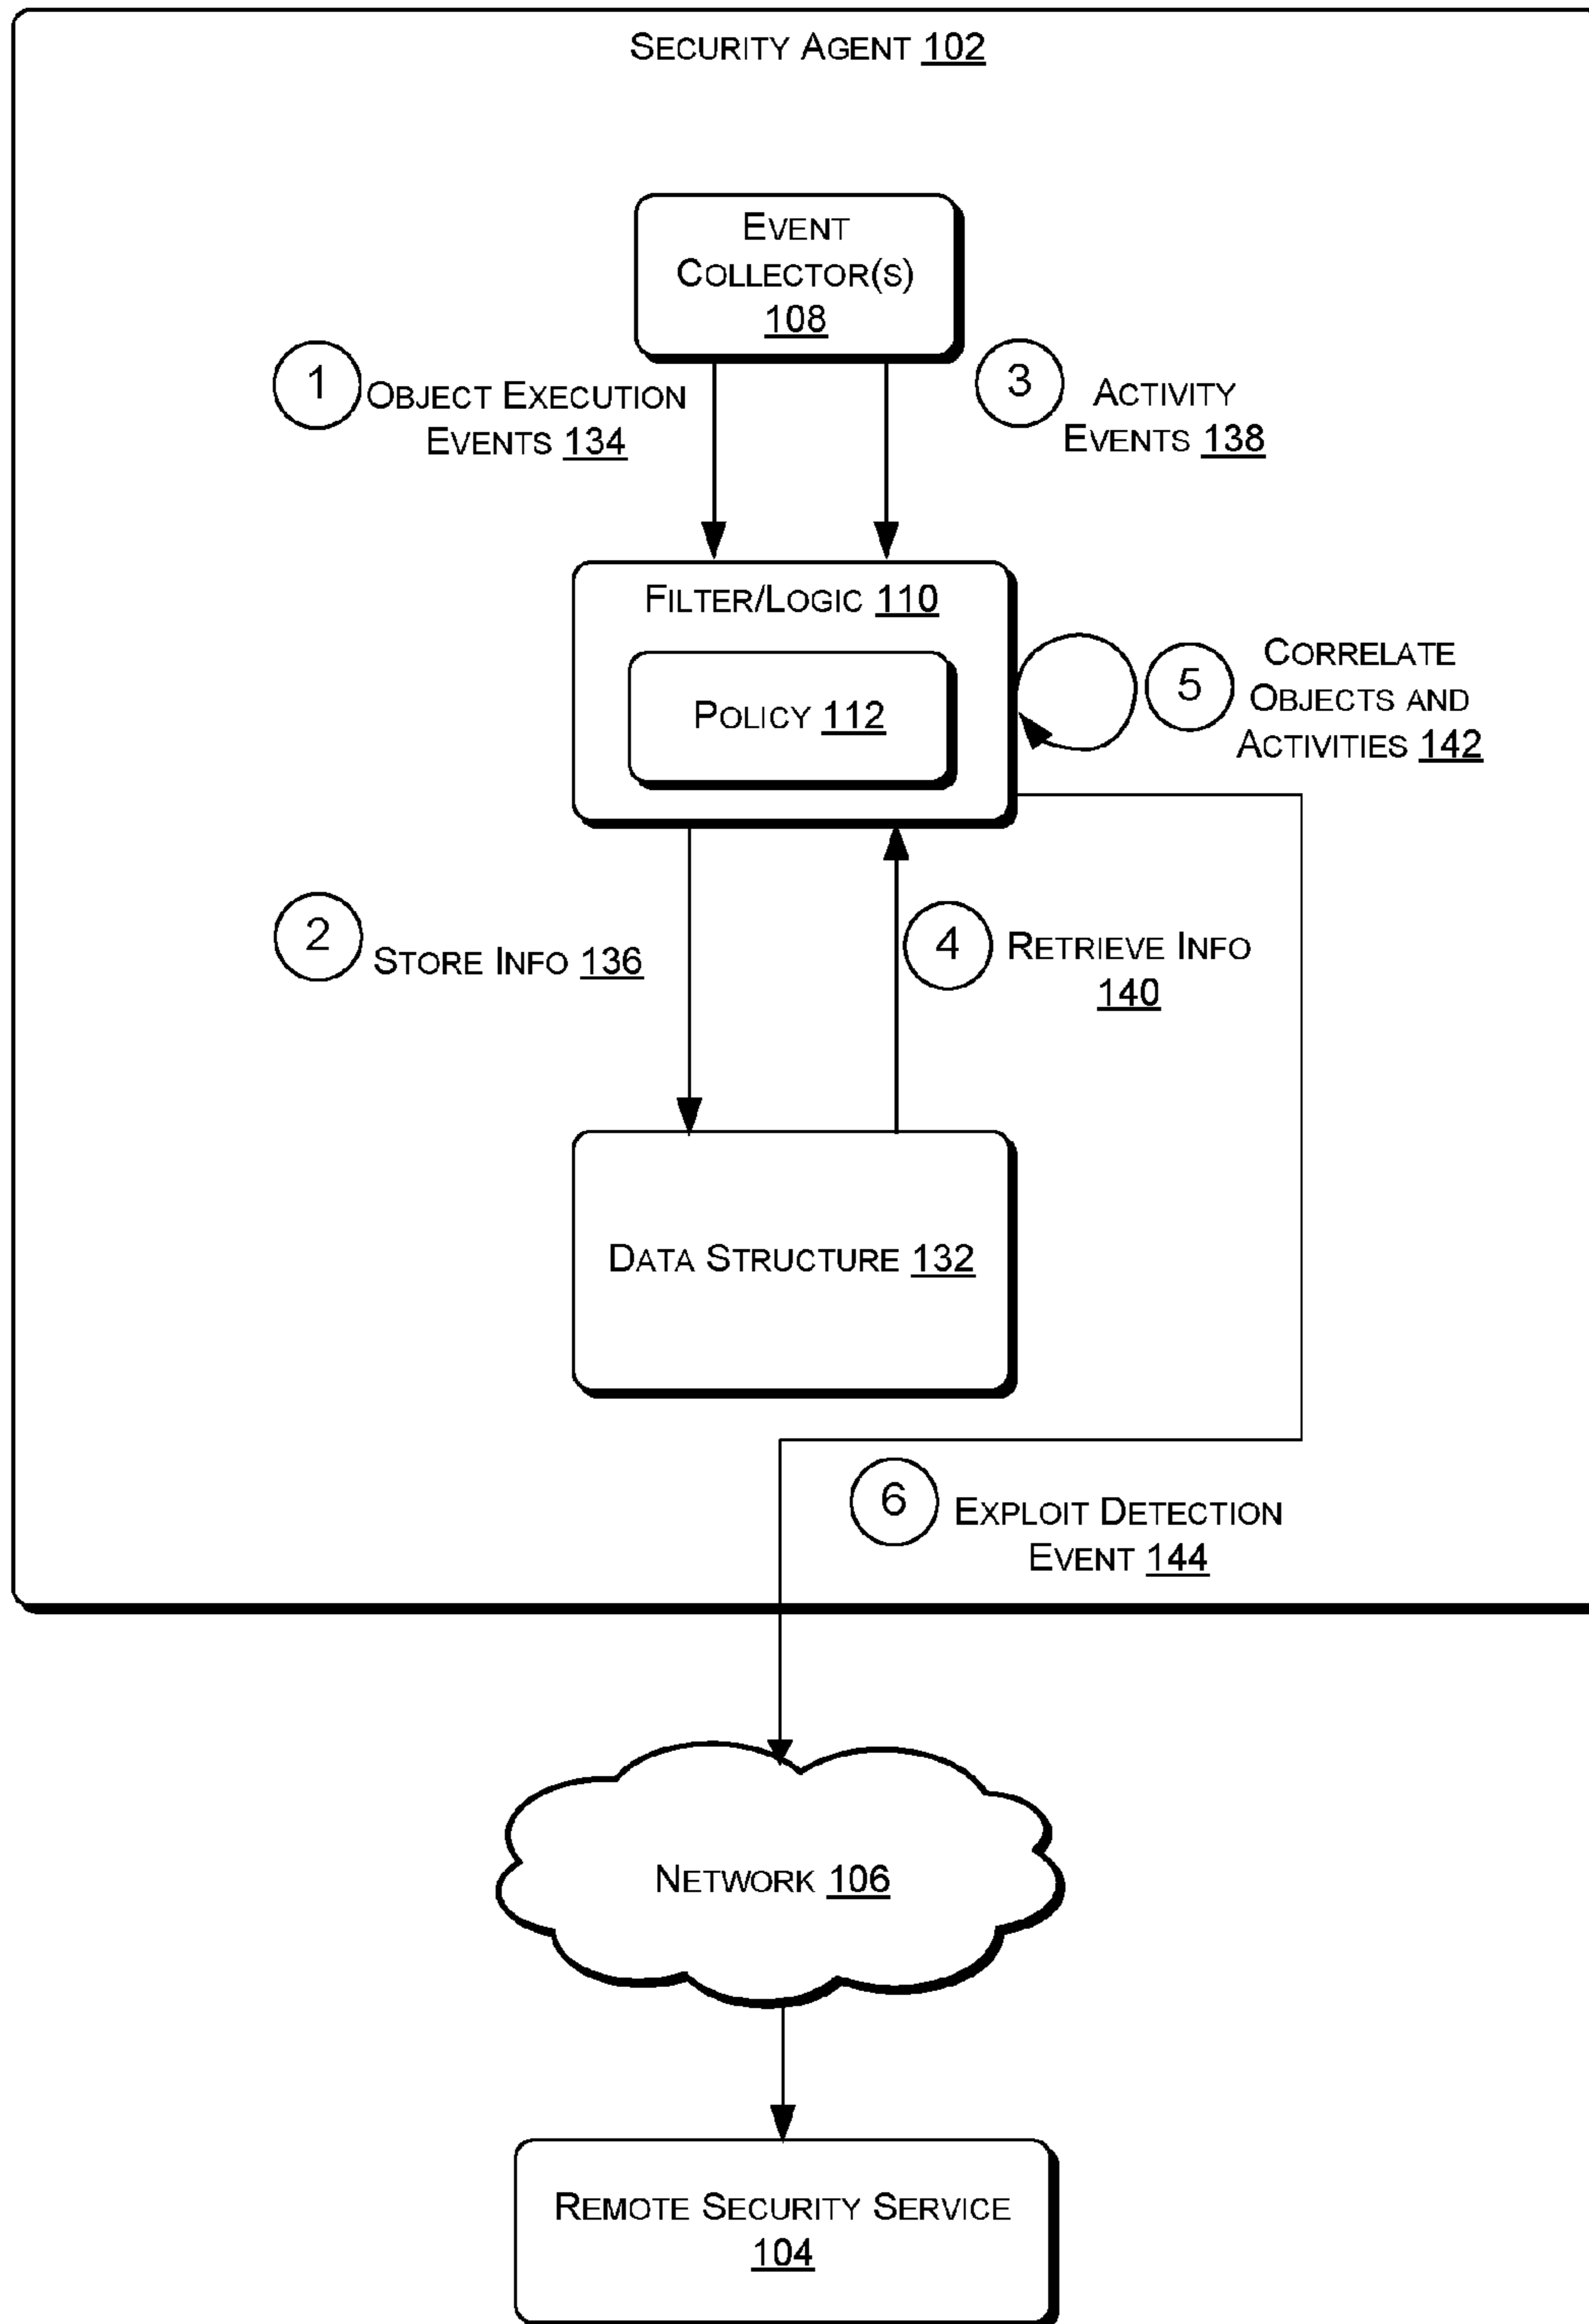 SECURITY AGENT 102
EVENT
COLLECTOR(S)
108
1
OBJECT EXECUTION
EVENTS 134
3
ACTIVITY
EVENTS 138
FILTER/LOGIC 110
POLICY 112
5
CORRELATE
OBJECTS AND
ACTIVITIES 142
2
STORE INFO 136
4
RETRIEVE INFO
140
DATA STRUCTURE 132
6
EXPLOIT DETECTION
EVENT 144
NETWORK 106
REMOTE SECURITY SERVICE
104